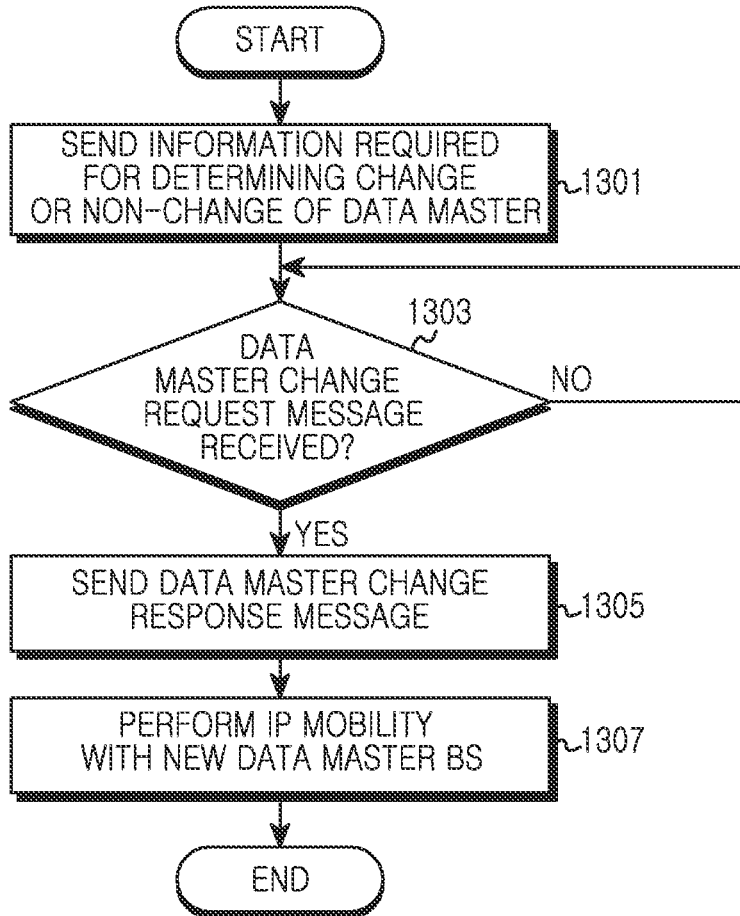 START
SEND INFORMATION REQUIRED
FOR DETERMINING CHANGE
OR NON-CHANGE OF DATA MASTER
1301
1303
DATA
MASTER CHANGE
REQUEST MESSAGE
RECEIVED?
NO
YES
SEND DATA MASTER CHANGE
RESPONSE MESSAGE
1305
PERFORM IP MOBILITY
WITH NEW DATA MASTER BS
1307
END